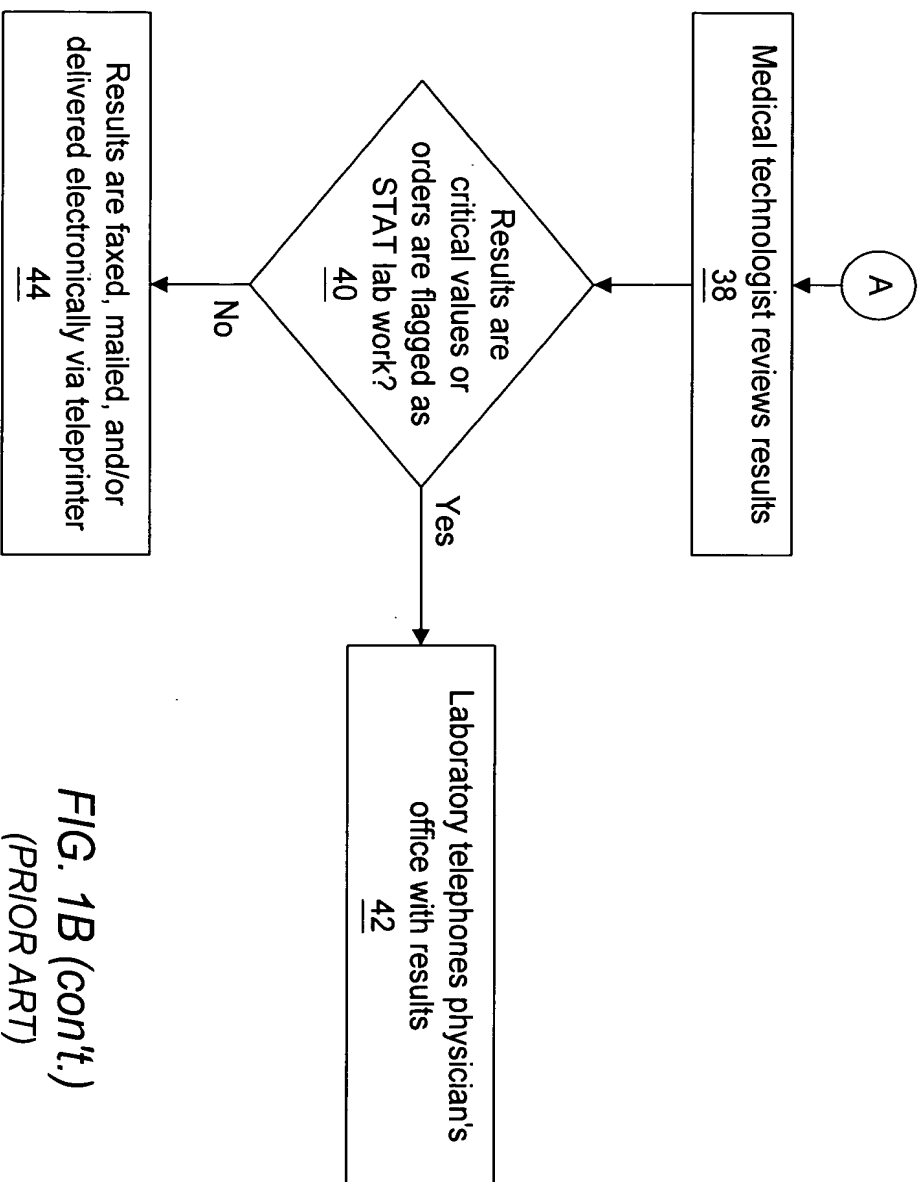 A
Medical technologist reviews results
38
Results are
critical values or
orders are flagged as
STAT lab work?
40
Yes
No
Laboratory telephones physician's
office with results
42
Results are faxed, mailed, and/or
delivered electronically via teleprinter
44
FIG. 1B (con't.)
(PRIOR ART)